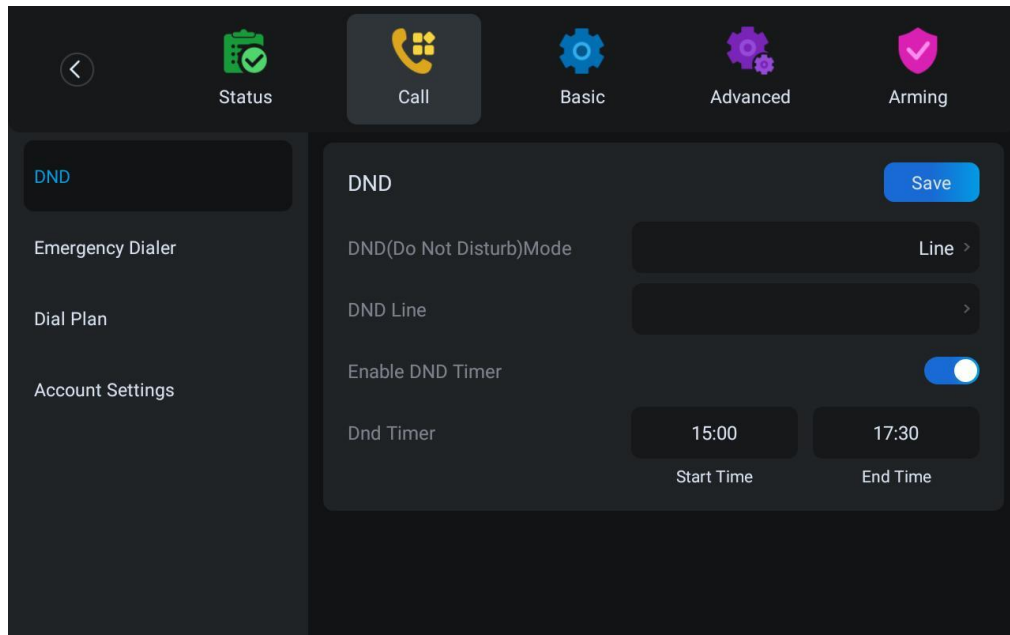 Status
Call
Basic
Advanced
Arming
DND
Emergency Dialer
Dial Plan
Account Settings
DND
Save
DND(Do Not Disturb)Mode
Line
DND Line
Enable DND Timer
Dnd Timer
15:00
17:30
Start Time
End Time